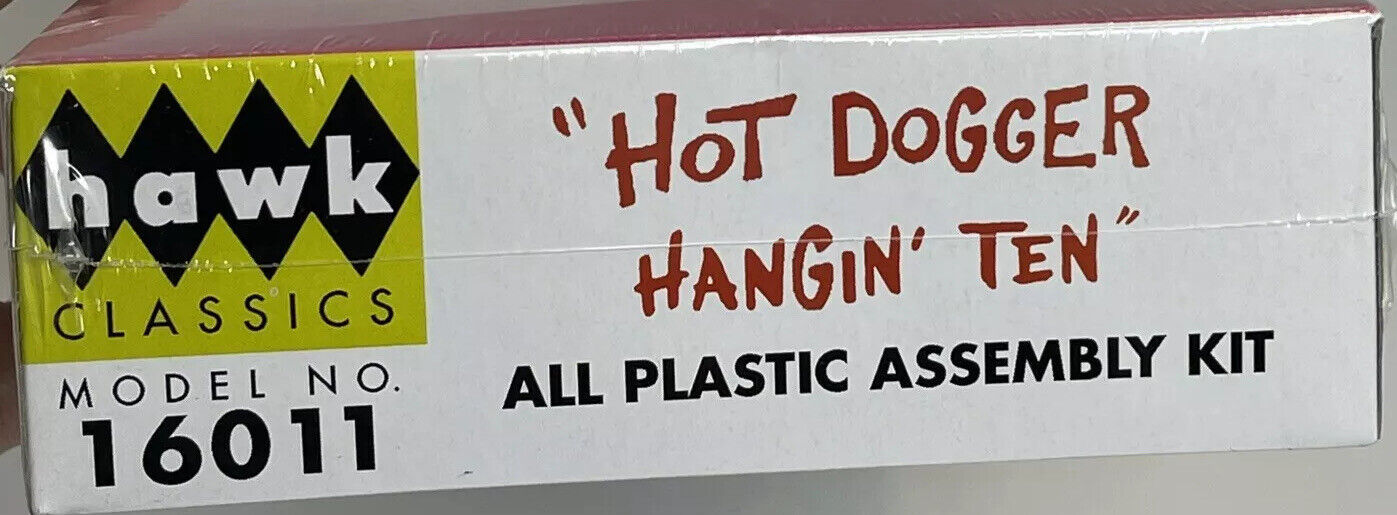 hawk
CLASSICS
MODEL NO.
16011
"HOT DOGGER
HANGIN' TEN"
ALL PLASTIC ASSEMBLY KIT